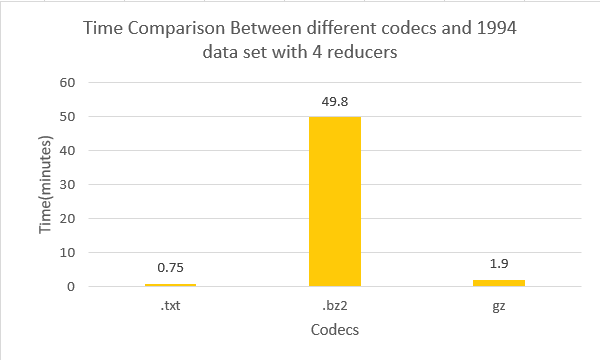 Time Comparison Between different codecs and 1994
data set with 4 reducers
60
50
40
30
20
10
0
Time(minutes)
0.75
49.8
1.9
.txt
.bz2
gz
Codecs